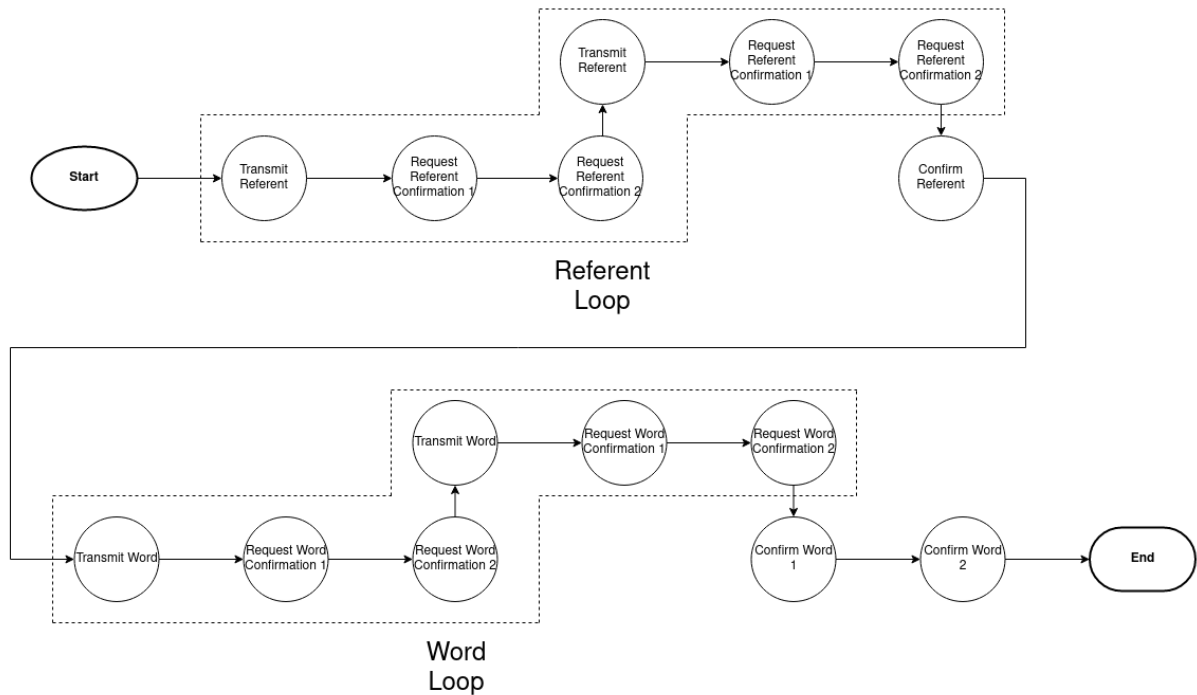 Transmit
Referent
Request
Referent
Confirmation 1
Request
Referent
Confirmation 2
Start
Transmit
Referent
Request
Referent
Confirmation 1
Request
Referent
Confirmation 2
Confirm
Referent
Referent
Loop
Transmit Word
Request Word
Confirmation 1
Request Word
Confirmation 2
Transmit Word
Request Word
Confirmation 1
Request Word
Confirmation 2
Confirm Word
1
Confirm Word
2
End
Word
Loop